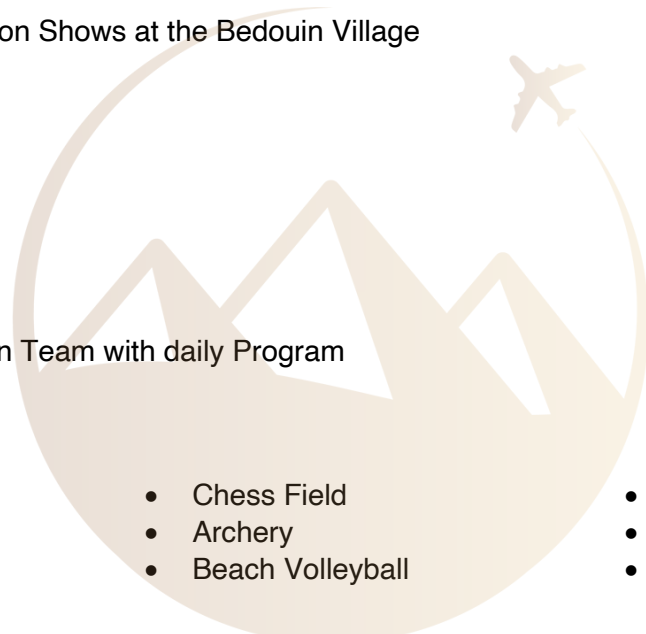 on Shows at the Bedouin Village
n Team with daily Program
• Chess Field •
• Archery •
• Beach Volleyball •